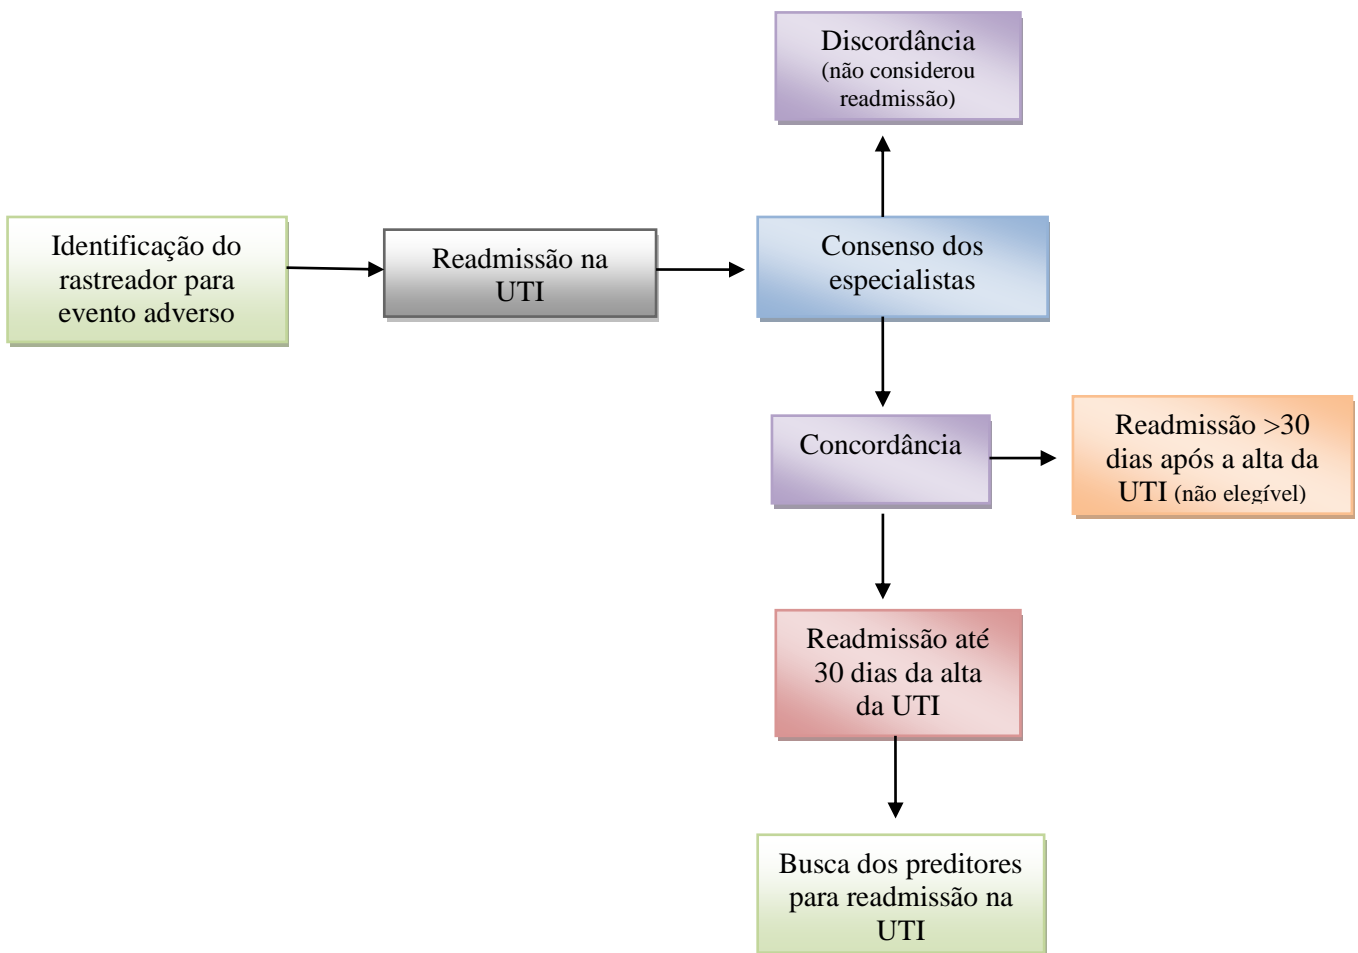 Discordância
(não considerou
readmissão)
Identificação do
rastreador para
evento adverso
Readmissão na
UTI
Consenso dos
especialistas
Concordância
Readmissão >30
dias após a alta da
UTI (não elegível)
Readmissão até
30 dias da alta
da UTI
Busca dos preditores
para readmissão na
UTI